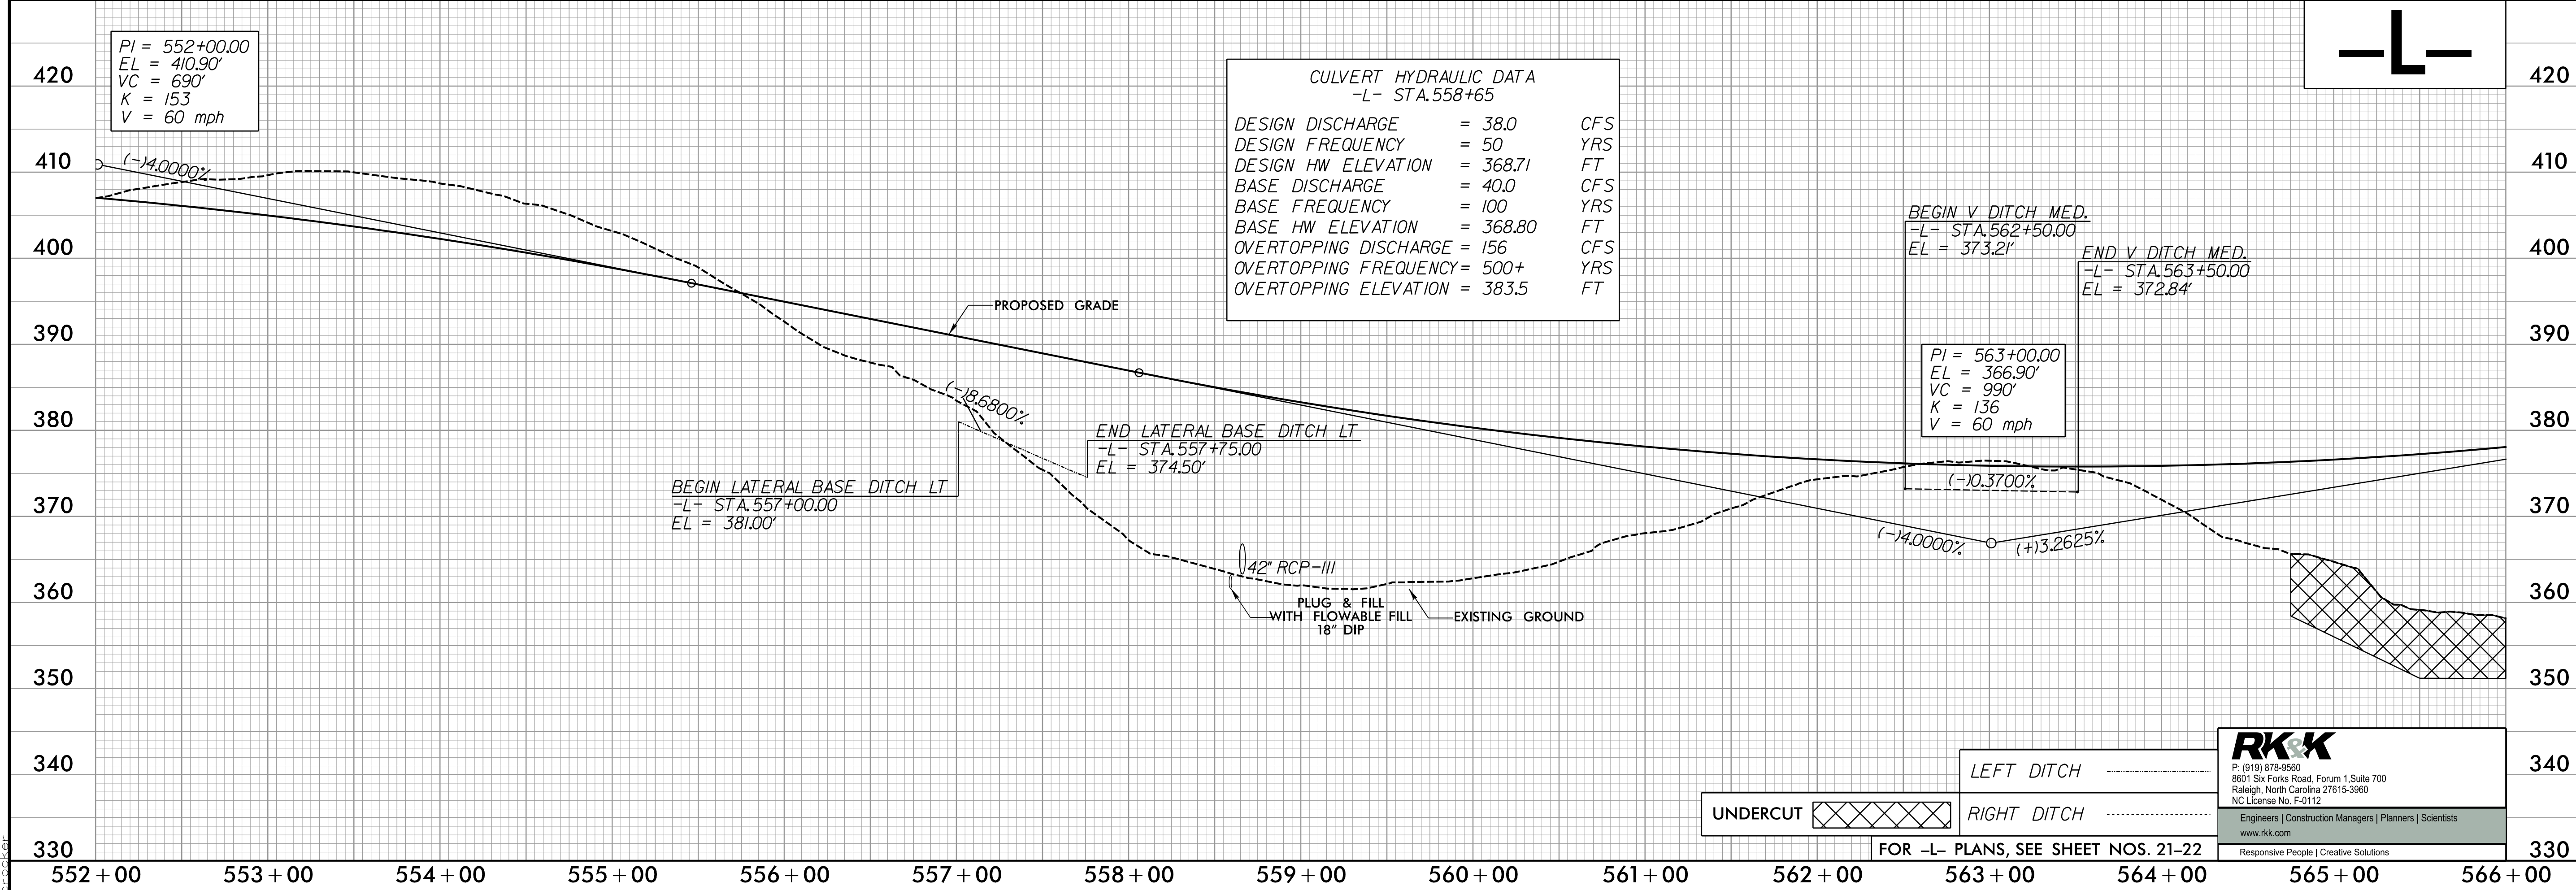 PI = 552+00.00
EL = 410.90'
VC = 690'
K = 153
V = 60 mph
CULVERT HYDRAULIC DATA
-L- STA.558+65
DESIGN DISCHARGE = 38.0 CFS
DESIGN FREQUENCY = 50 YRS
DESIGN HW ELEVATION = 368.71 FT
BASE DISCHARGE = 40.0 CFS
BASE FREQUENCY = 100 YRS
BASE HW ELEVATION = 368.80 FT
OVERTOPPING DISCHARGE = 156 CFS
OVERTOPPING FREQUENCY= 500+ YRS
OVERTOPPING ELEVATION = 383.5 FT
-L-
420
410
400
390
380
370
360
350
340
330
420
410
400
390
380
370
360
350
340
330
(-)4.0000%
PROPOSED GRADE
(-)8.6800%
BEGIN LATERAL BASE DITCH LT
-L- STA.557+00.00
EL = 381.00'
END LATERAL BASE DITCH LT
-L- STA.557+75.00
EL = 374.50'
42" RCP-III
PLUG & FILL
WITH FLOWABLE FILL
18" DIP
EXISTING GROUND
BEGIN V DITCH MED.
-L- STA.562+50.00
EL = 373.21'
END V DITCH MED.
-L- STA.563+50.00
EL = 372.84'
PI = 563+00.00
EL = 366.90'
VC = 990'
K = 136
V = 60 mph
(-)0.3700%
(-)4.0000%
(+)3.2625%
LEFT DITCH
UNDERCUT
RIGHT DITCH
FOR -L- PLANS, SEE SHEET NOS. 21-22
RK&K
P: (919) 878-9560
8601 Six Forks Road, Forum 1,Suite 700
Raleigh, North Carolina 27615-3960
NC License No. F-0112
Engineers | Construction Managers | Planners | Scientists
www.rkk.com
Responsive People | Creative Solutions
552+00 553+00 554+00 555+00 556+00 557+00 558+00 559+00 560+00 561+00 562+00 563+00 564+00 565+00 566+00
crocker